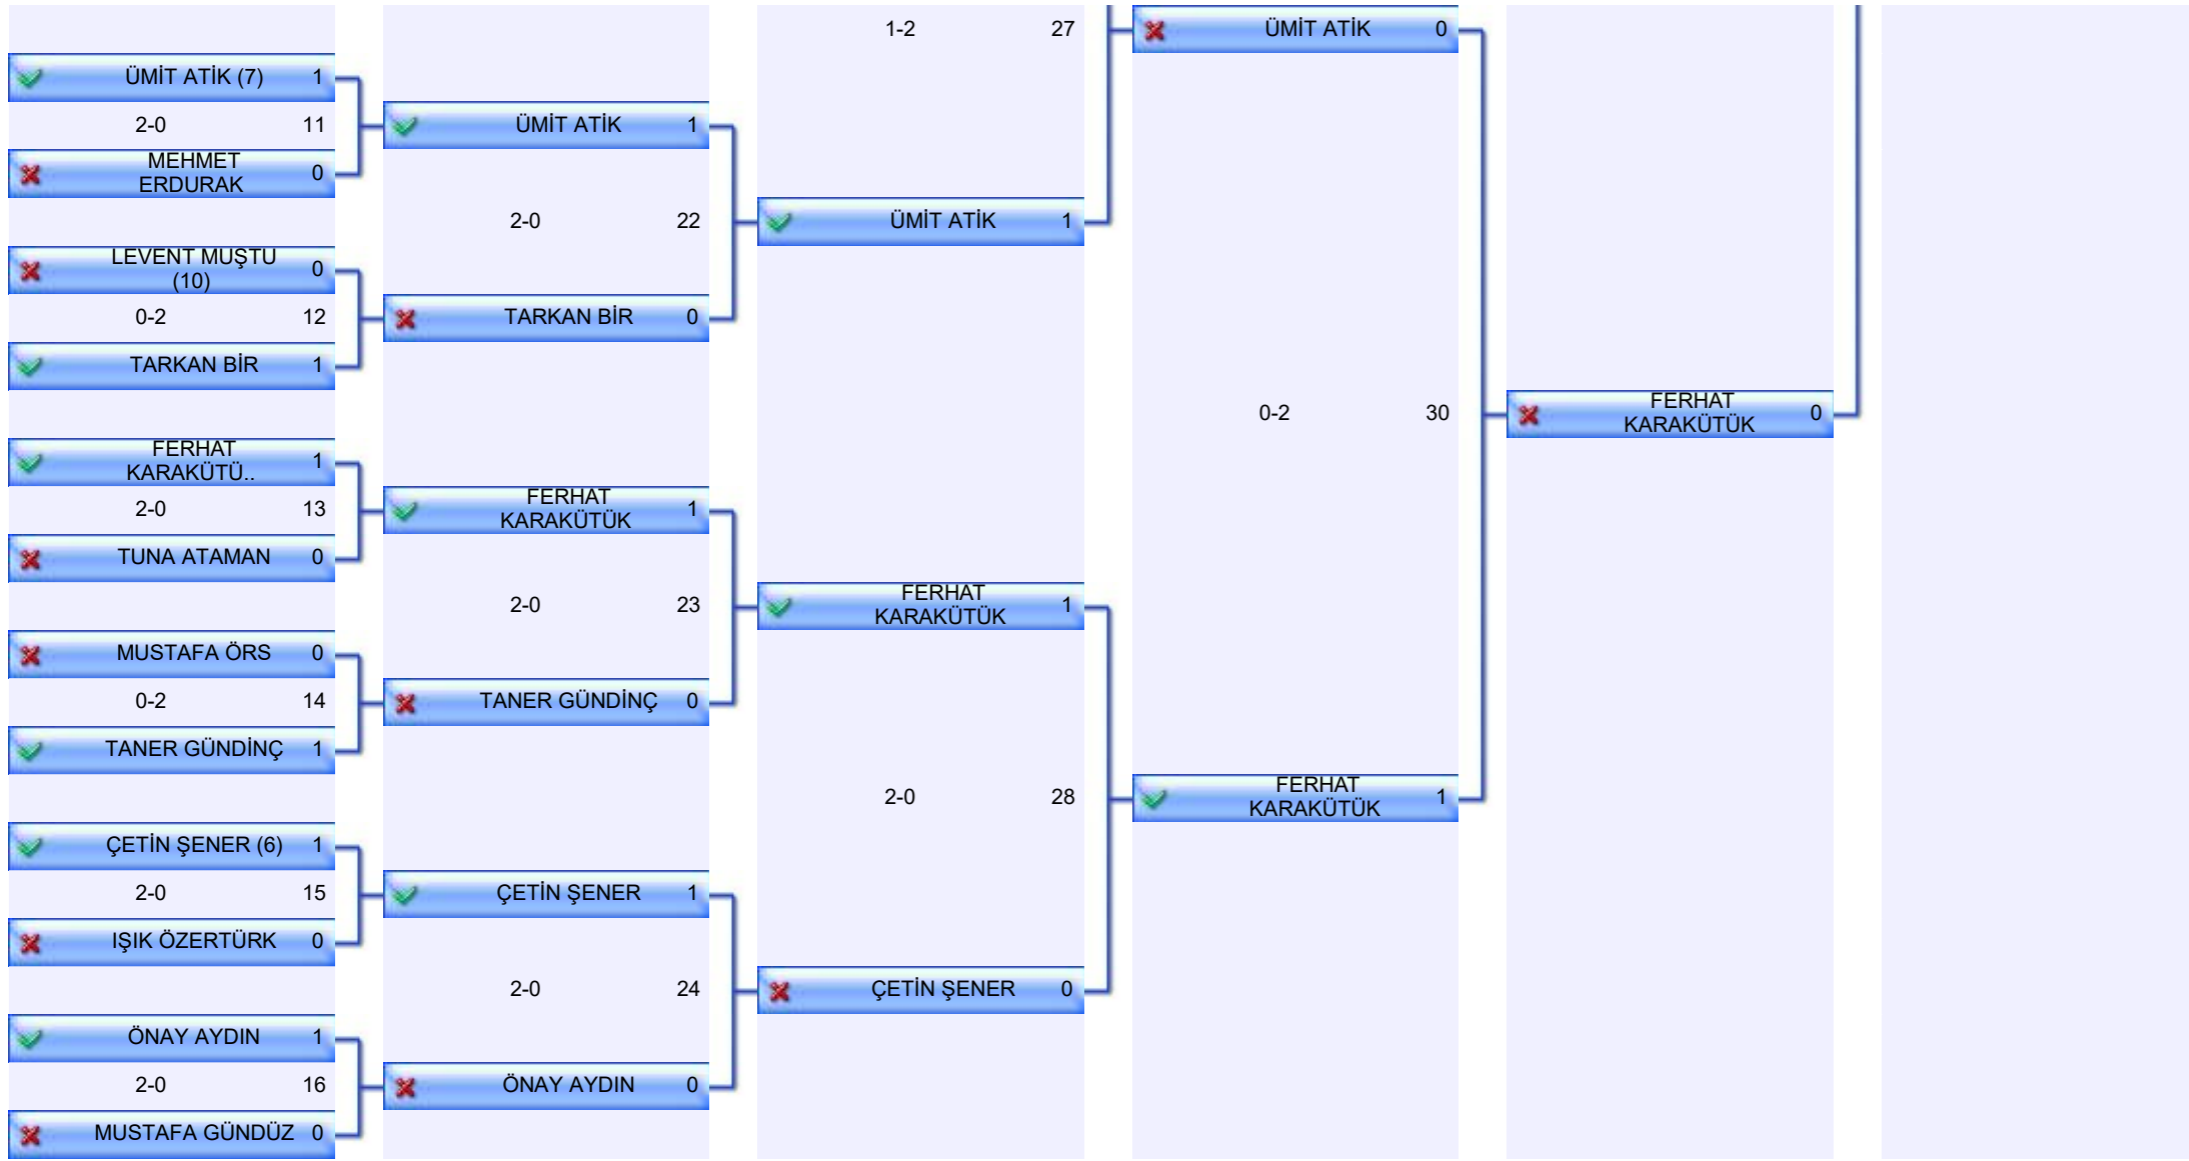 1-2 27
ÜMİT ATİK 0
ÜMİT ATİK (7) 1
2-0 11
MEHMET
ERDURAK 0
LEVENT MUŞTU
(10) 0
0-2 12
TARKAN BİR 1
FERHAT
KARAKÜTÜ.. 1
2-0 13
TUNA ATAMAN 0
MUSTAFA ÖRS 0
0-2 14
TANER GÜNDİNÇ 1
ÇETİN ŞENER (6) 1
2-0 15
IŞIK ÖZERTÜRK 0
ÖNAY AYDIN 1
2-0 16
MUSTAFA GÜNDÜZ 0
ÜMİT ATİK 1
2-0 22
TARKAN BİR 0
FERHAT
KARAKÜTÜK 1
2-0 23
TANER GÜNDİNÇ 0
ÇETİN ŞENER 1
2-0 24
ÖNAY AYDIN 0
ÜMİT ATİK 1
FERHAT
KARAKÜTÜK 1
2-0 28
ÇETİN ŞENER 0
0-2 30
FERHAT
KARAKÜTÜK 1
FERHAT
KARAKÜTÜK 0